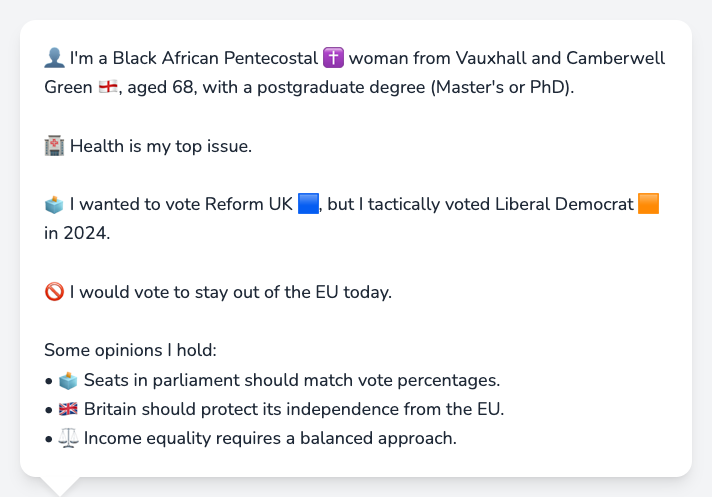 👤 I'm a Black African Pentecostal ✝️ woman from Vauxhall and Camberwell
Green 🏴󠁧󠁢󠁥󠁮󠁧󠁿, aged 68, with a postgraduate degree (Master's or PhD).
🏥 Health is my top issue.
🗳️ I wanted to vote Reform UK 🟦, but I tactically voted Liberal Democrat 🟧
in 2024.
🚫 I would vote to stay out of the EU today.
Some opinions I hold:
• 🗳️ Seats in parliament should match vote percentages.
• 🇬🇧 Britain should protect its independence from the EU.
• ⚖️ Income equality requires a balanced approach.